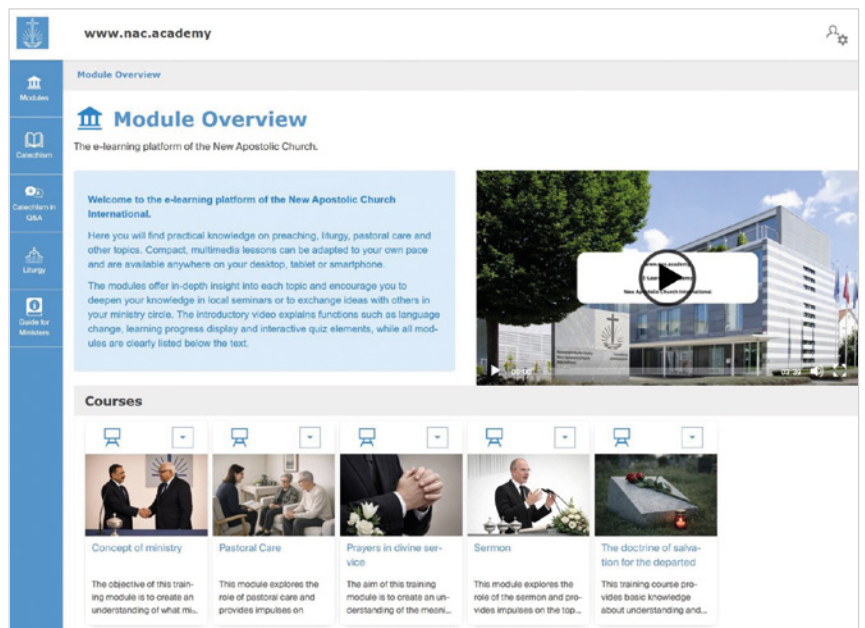 www.nac.academy
Modules
Catechism
Catechism in
Q&A
Liturgy
Guide for
Ministers
Module Overview
Module Overview
The e-learning platform of the New Apostolic Church.
Welcome to the e-learning platform of the New Apostolic Church
International.
Here you will find practical knowledge on preaching, liturgy, pastoral care and
other topics. Compact, multimedia lessons can be adapted to your own pace
and are available anywhere on your desktop, tablet or smartphone.
The modules offer in-depth insight into each topic and encourage you to
deepen your knowledge in local seminars or to exchange ideas with others in
your ministry circle. The introductory video explains functions such as language
change, learning progress display and interactive quiz elements, while all mod-
ules are clearly listed below the text.
www.nac.academy
New Apostolic Church International
00:00
Courses
Concept of ministry
The objective of this train-
ing module is to create an
understanding of what mi...
Pastoral Care
This module explores the
role of pastoral care and
provides impulses on
Prayers in divine ser-
vice
The aim of this training
module is to create an un-
derstanding of the meani...
Sermon
This module explores the
role of the sermon and pro-
vides impulses on the top...
The doctrine of salva-
tion for the departed
This training course pro-
vides basic knowledge
about understanding and...